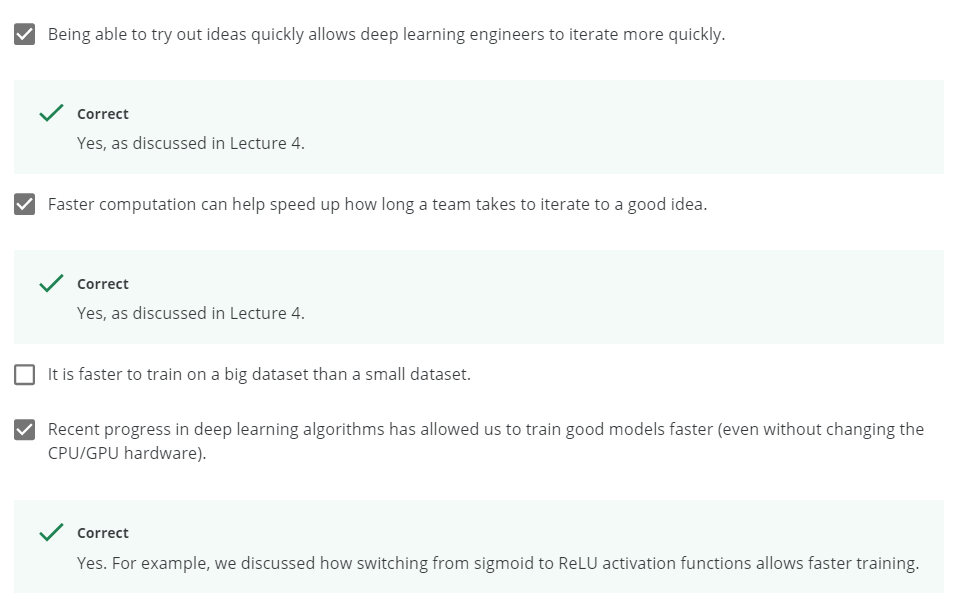 Being able to try out ideas quickly allows deep learning engineers to iterate more quickly.
Correct
Yes, as discussed in Lecture 4.
Faster computation can help speed up how long a team takes to iterate to a good idea.
Correct
Yes, as discussed in Lecture 4.
It is faster to train on a big dataset than a small dataset.
Recent progress in deep learning algorithms has allowed us to train good models faster (even without changing the
CPU/GPU hardware).
Correct
Yes. For example, we discussed how switching from sigmoid to ReLU activation functions allows faster training.